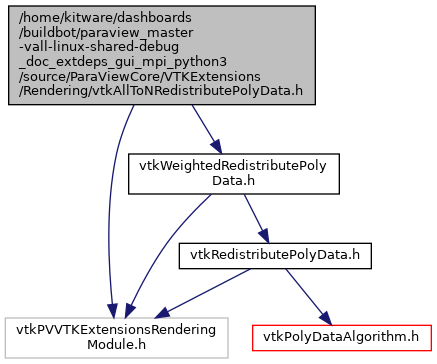 /home/kitware/dashboards
/buildbot/paraview_master
-vall-linux-shared-debug
_doc_extdeps_gui_mpi_python3
/source/ParaViewCore/VTKExtensions
/Rendering/vtkAllToNRedistributePolyData.h
vtkWeightedRedistributePoly
Data.h
vtkRedistributePolyData.h
vtkPVVTKExtensionsRendering
Module.h
vtkPolyDataAlgorithm.h